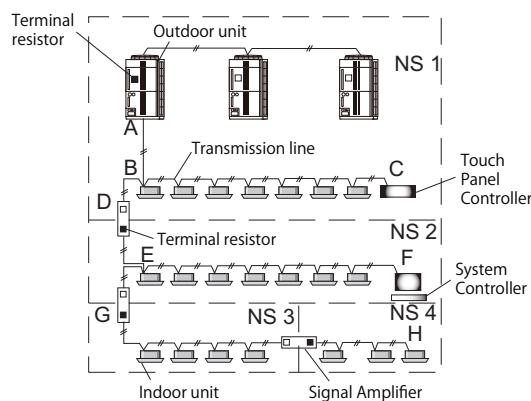 Terminal
resistor
Outdoor unit
NS 1
A
Transmission line
B
C
Touch
Panel
Controller
D
Terminal resistor
NS 2
E
F
System
Controller
G
NS 3
NS 4
H
Indoor unit
Signal Amplifier